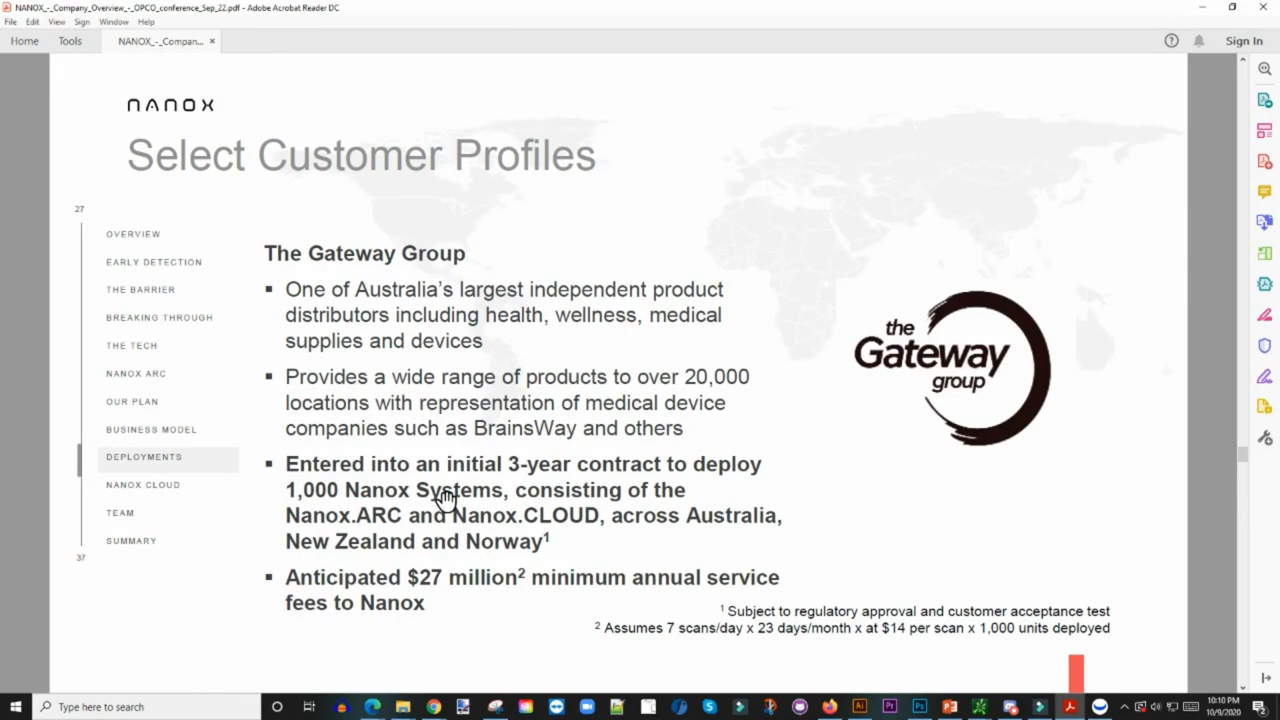 NANOX_-_Company_Overview_-_OPCO_conference_Sep_22.pdf - Adobe Acrobat Reader DC
File Edit View Sign Window Help
Home Tools NANOX_-_Compan... × Sign In
NANOX
Select Customer Profiles
27
OVERVIEW
EARLY DETECTION
THE BARRIER
BREAKING THROUGH
THE TECH
NANOX ARC
OUR PLAN
BUSINESS MODEL
DEPLOYMENTS
NANOX CLOUD
TEAM
SUMMARY
37
The Gateway Group
▪ One of Australia’s largest independent product
distributors including health, wellness, medical
supplies and devices
▪ Provides a wide range of products to over 20,000
locations with representation of medical device
companies such as BrainsWay and others
▪ Entered into an initial 3-year contract to deploy
1,000 Nanox Systems, consisting of the
Nanox.ARC and Nanox.CLOUD, across Australia,
New Zealand and Norway¹
▪ Anticipated $27 million² minimum annual service
fees to Nanox
the
Gateway
group
¹ Subject to regulatory approval and customer acceptance test
² Assumes 7 scans/day x 23 days/month x at $14 per scan x 1,000 units deployed
Type here to search
10:10 PM
10/9/2020